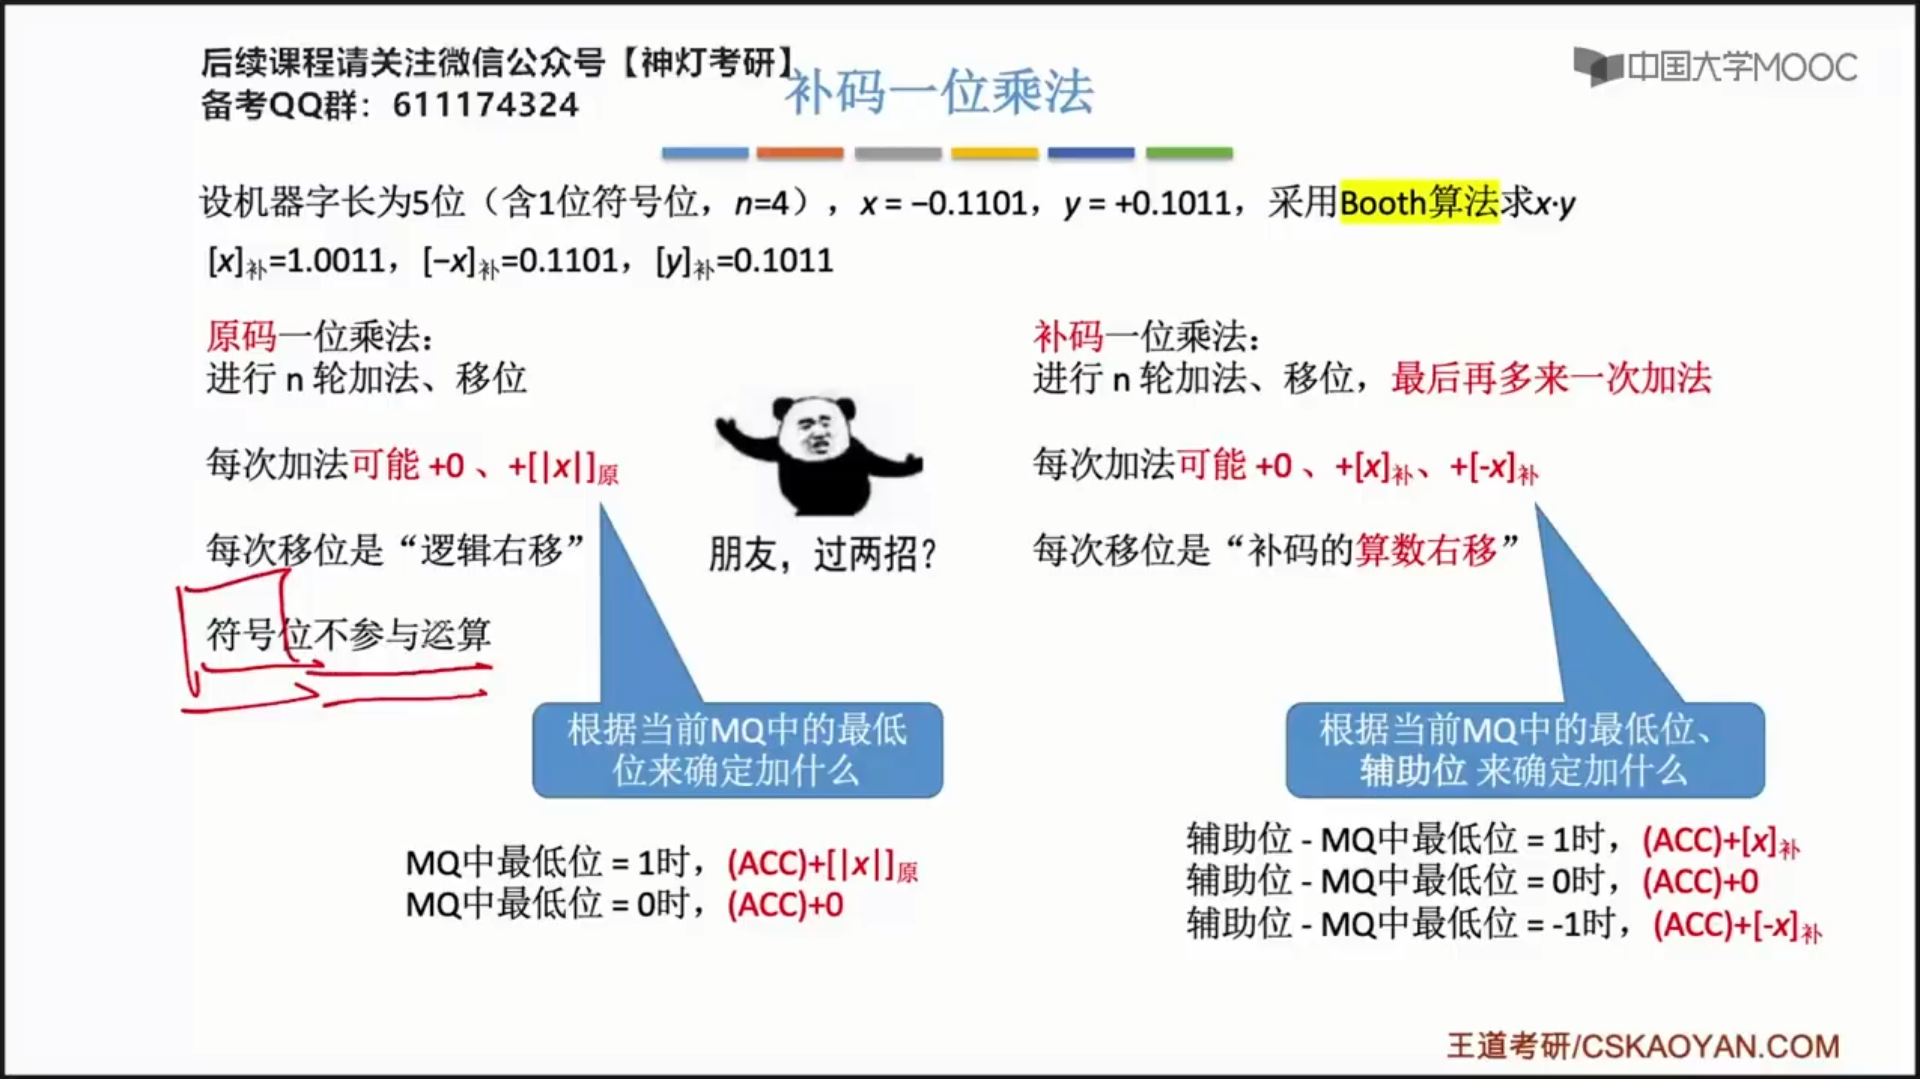 后续课程请关注微信公众号【神灯考研】
备考QQ群：611174324
补码一位乘法
中国大学MOOC
设机器字长为5位（含1位符号位，n=4），x = −0.1101，y = +0.1011，采用Booth算法求x·y
[x]补=1.0011，[−x]补=0.1101，[y]补=0.1011
原码一位乘法：
进行 n 轮加法、移位
每次加法可能 +0 、+[|x|]原
每次移位是“逻辑右移”
符号位不参与运算
根据当前MQ中的最低
位来确定加什么
MQ中最低位 = 1时，(ACC)+[|x|]原
MQ中最低位 = 0时，(ACC)+0
朋友，过两招？
补码一位乘法：
进行 n 轮加法、移位，最后再多来一次加法
每次加法可能 +0 、+[x]补、+[-x]补
每次移位是“补码的算数右移”
根据当前MQ中的最低位、
辅助位 来确定加什么
辅助位 - MQ中最低位 = 1时，(ACC)+[x]补
辅助位 - MQ中最低位 = 0时，(ACC)+0
辅助位 - MQ中最低位 = -1时，(ACC)+[-x]补
王道考研/CSKAOYAN.COM